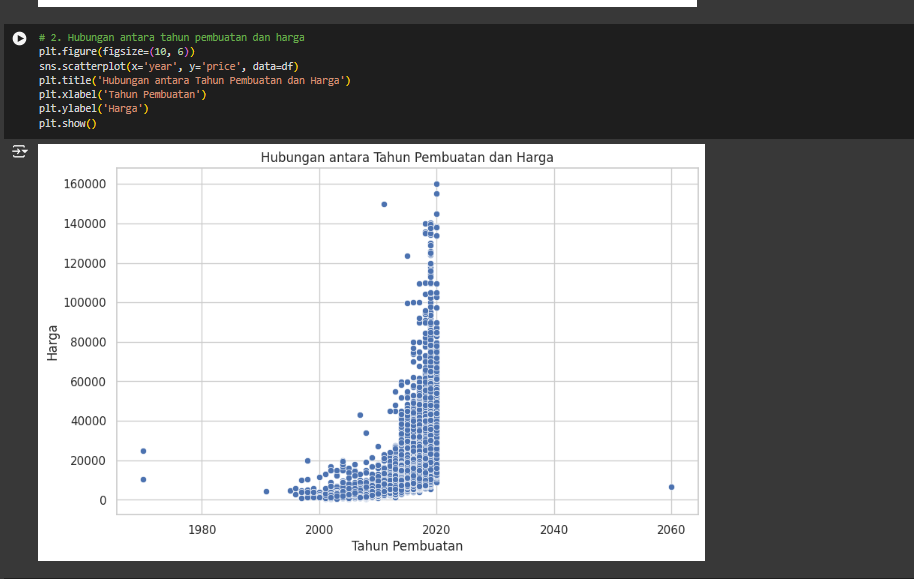 # 2. Hubungan antara tahun pembuatan dan harga
plt.figure(figsize=(10, 6))
sns.scatterplot(x='year', y='price', data=df)
plt.title('Hubungan antara Tahun Pembuatan dan Harga')
plt.xlabel('Tahun Pembuatan')
plt.ylabel('Harga')
plt.show()
Hubungan antara Tahun Pembuatan dan Harga
160000
140000
120000
100000
80000
60000
40000
20000
0
Harga
1980 2000 2020 2040 2060
Tahun Pembuatan